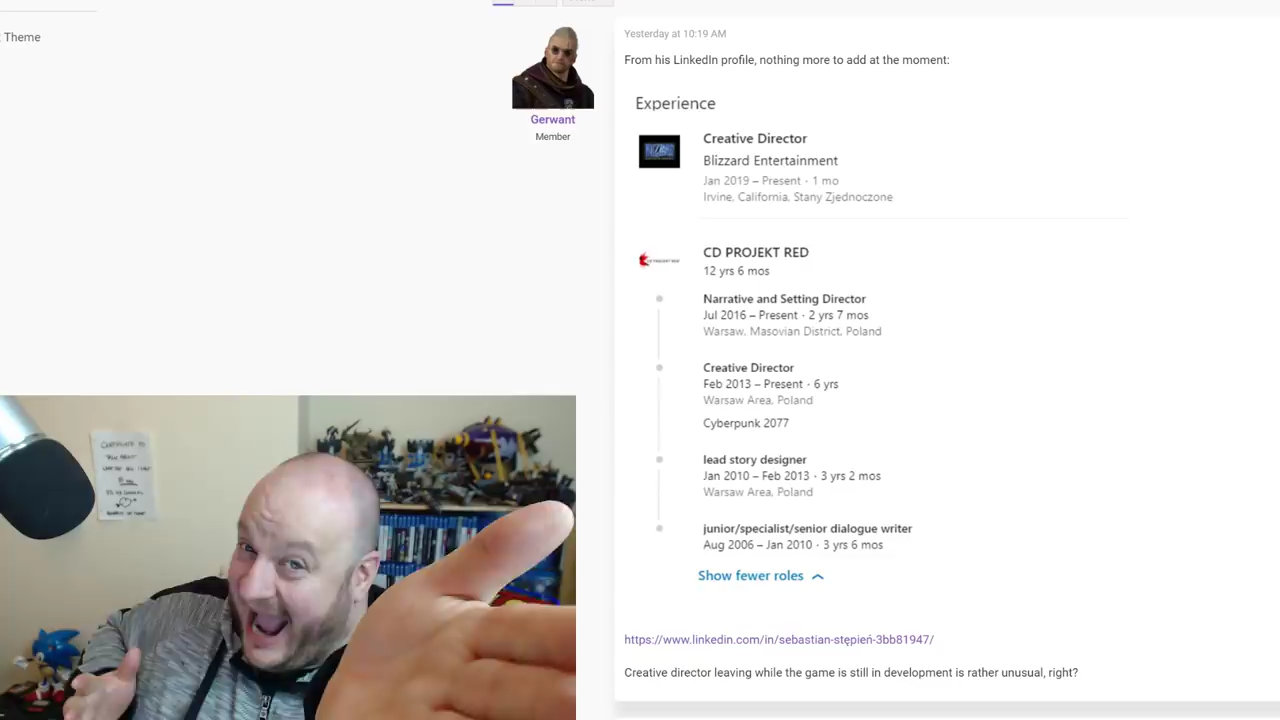 : Theme
Gerwant
Member
Yesterday at 10:19 AM
From his LinkedIn profile, nothing more to add at the moment:
Experience
Creative Director
Blizzard Entertainment
Jan 2019 – Present · 1 mo
Irvine, California, Stany Zjednoczone
CD PROJEKT RED
12 yrs 6 mos
Narrative and Setting Director
Jul 2016 – Present · 2 yrs 7 mos
Warsaw, Masovian District, Poland
Creative Director
Feb 2013 – Present · 6 yrs
Warsaw Area, Poland
Cyberpunk 2077
lead story designer
Jan 2010 – Feb 2013 · 3 yrs 2 mos
Warsaw Area, Poland
junior/specialist/senior dialogue writer
Aug 2006 – Jan 2010 · 3 yrs 6 mos
Show fewer roles
https://www.linkedin.com/in/sebastian-stępień-3bb81947/
Creative director leaving while the game is still in development is rather unusual, right?